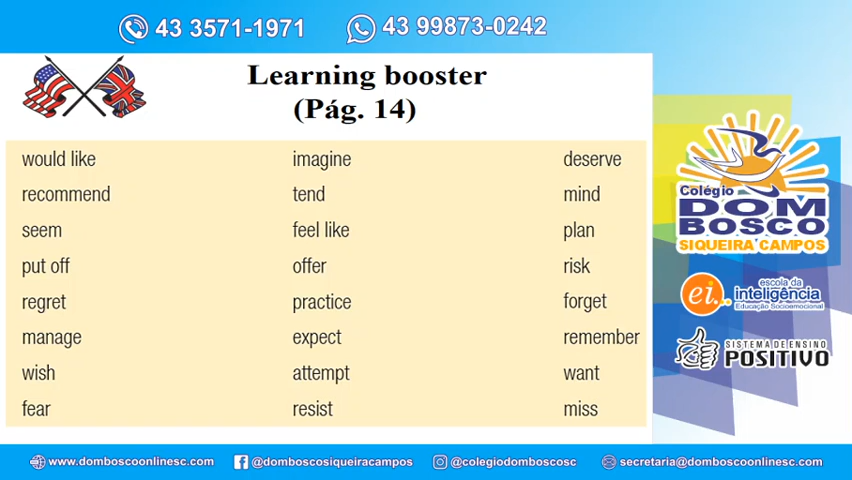 43 3571-1971 43 99873-0242
Learning booster
(Pág. 14)
would like imagine deserve
recommend tend mind
seem feel like plan
put off offer risk
regret practice forget
manage expect remember
wish attempt want
fear resist miss
Colégio
DOM
BOSCO
SIQUEIRA CAMPOS
ei...
escola da
inteligência
Educação Socioemocional
SISTEMA DE ENSINO
POSITIVO
www.domboscoonlinesc.com @domboscosiqueiracampos @colegiodomboscosc secretaria@domboscoonlinesc.com